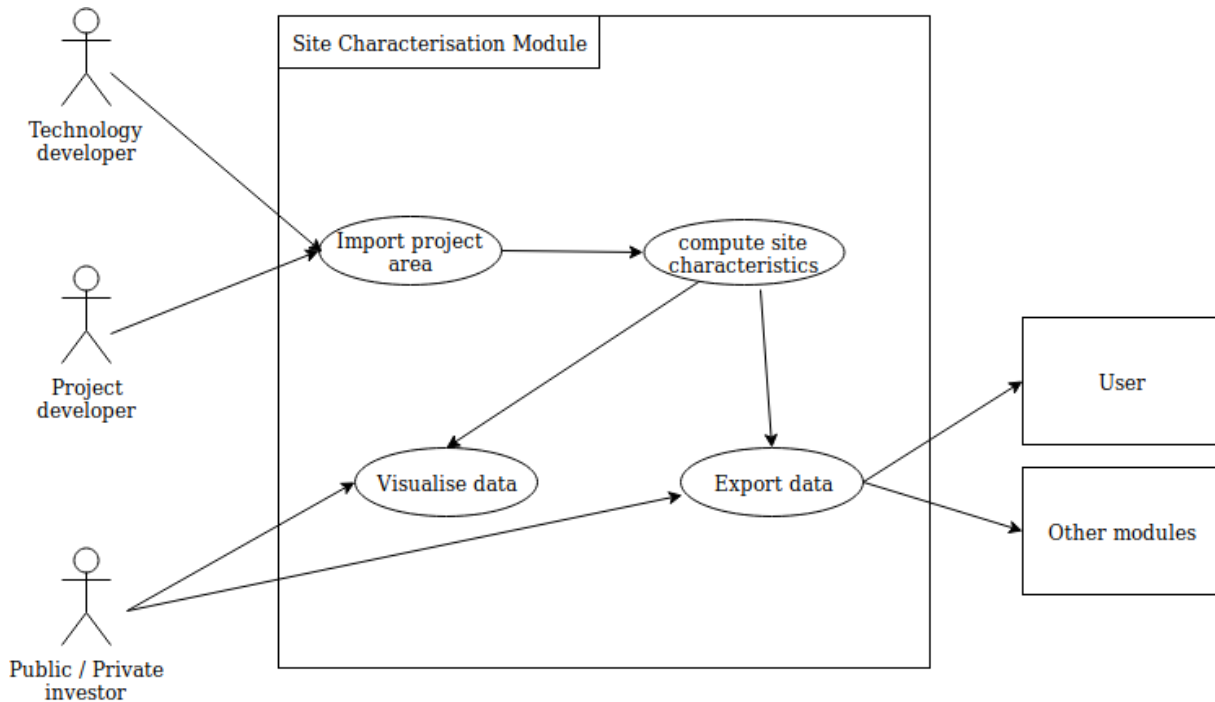 Site Characterisation Module
Technology
developer
Import project
area
compute site
characteristics
Project
developer
User
Visualise data
Export data
Other modules
Public / Private
investor